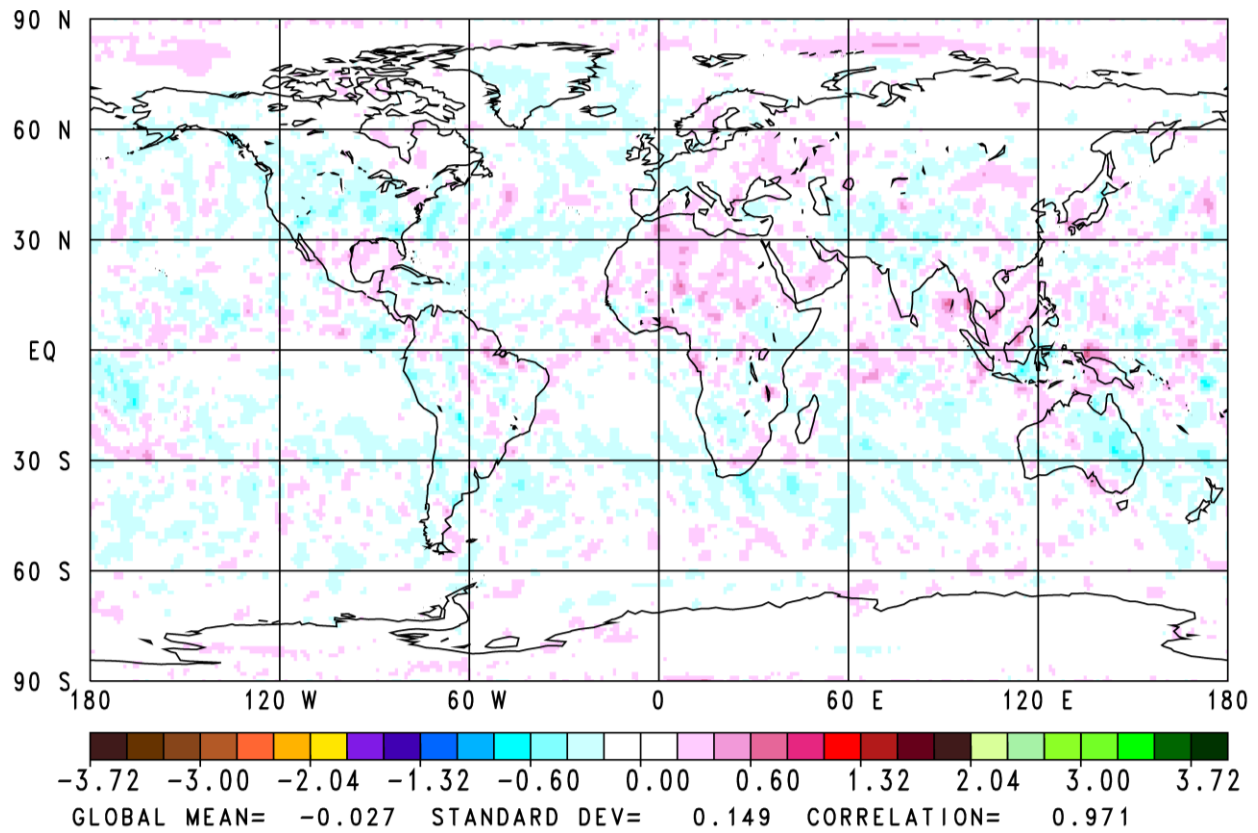 90 N
60 N
30 N
EQ
30 S
60 S
90 S
180 120 W 60 W 0 60 E 120 E 180
-3.72 -3.00 -2.04 -1.32 -0.60 0.00 0.60 1.32 2.04 3.00 3.72
GLOBAL MEAN= -0.027 STANDARD DEV= 0.149 CORRELATION= 0.971